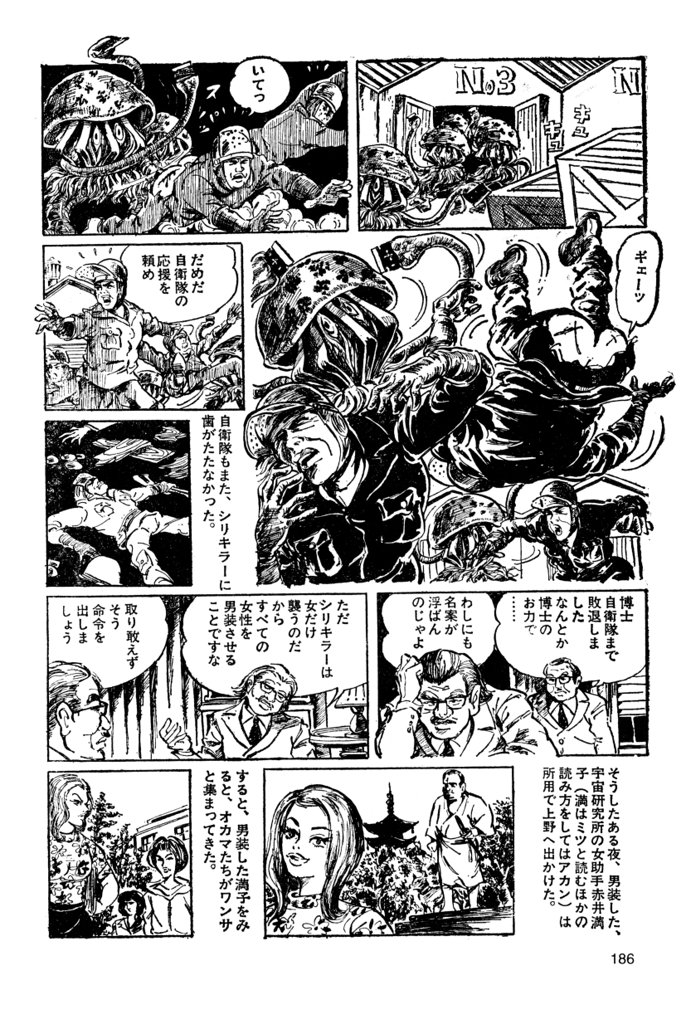 No.3
N
キュ
キュ
いてっ
ギェーッ
だめだ
自衛隊の
応援を
頼め
自衛隊もまた、シリキラーに
歯がたたなかった。
博士
自衛隊まで
敗退しま
した
なんとか
博士の
お力で
……
わしにも
名案が
浮ばん
のじゃよ
ただ
シリキラーは
女だけ
襲うのだ
から
すべての
女性を
男装させる
ことですな
取り敢えず
そう
命令を
出しま
しょう
そうしたある夜、男装した、
宇宙研究所の女助手赤井満
子（満はミツと読むほかの
読み方をしてはアカン）は
所用で上野へ出かけた。
すると、男装した満子をみ
ると、オカマたちがワンサ
と集まってきた。
186